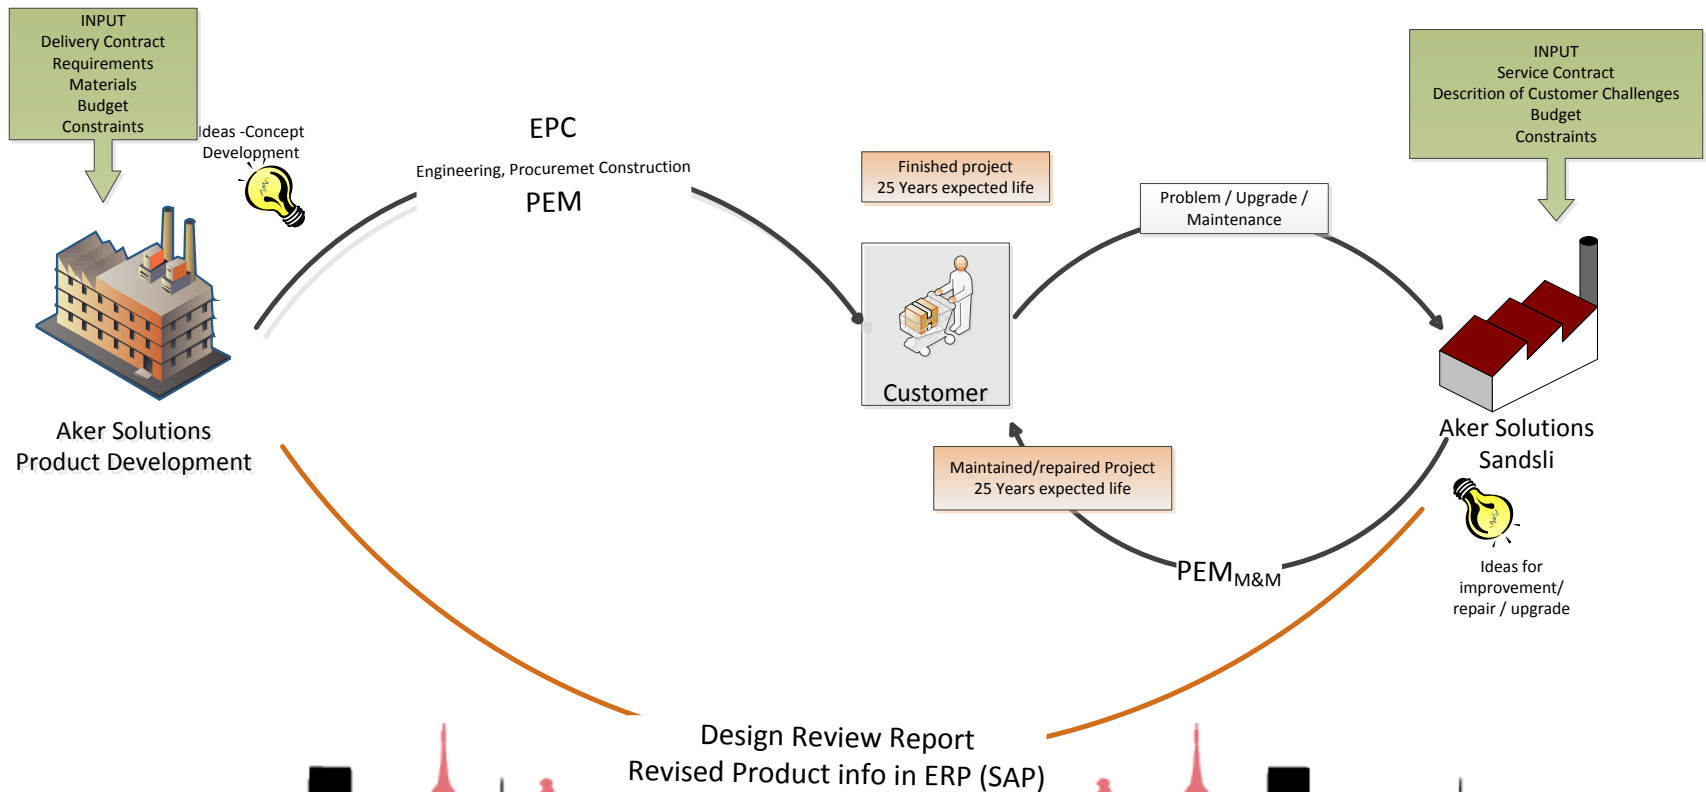 INPUT
Delivery Contract
Requirements
Materials
Budget
Constraints
Ideas -Concept
Development
EPC
Engineering, Procuremet Construction
PEM
Finished project
25 Years expected life
Problem / Upgrade /
Maintenance
INPUT
Service Contract
Descrition of Customer Challenges
Budget
Constraints
Customer
Aker Solutions
Product Development
Maintained/repaired Project
25 Years expected life
Aker Solutions
Sandsli
PEM M&M
Ideas for
improvement/
repair / upgrade
Design Review Report
Revised Product info in ERP (SAP)